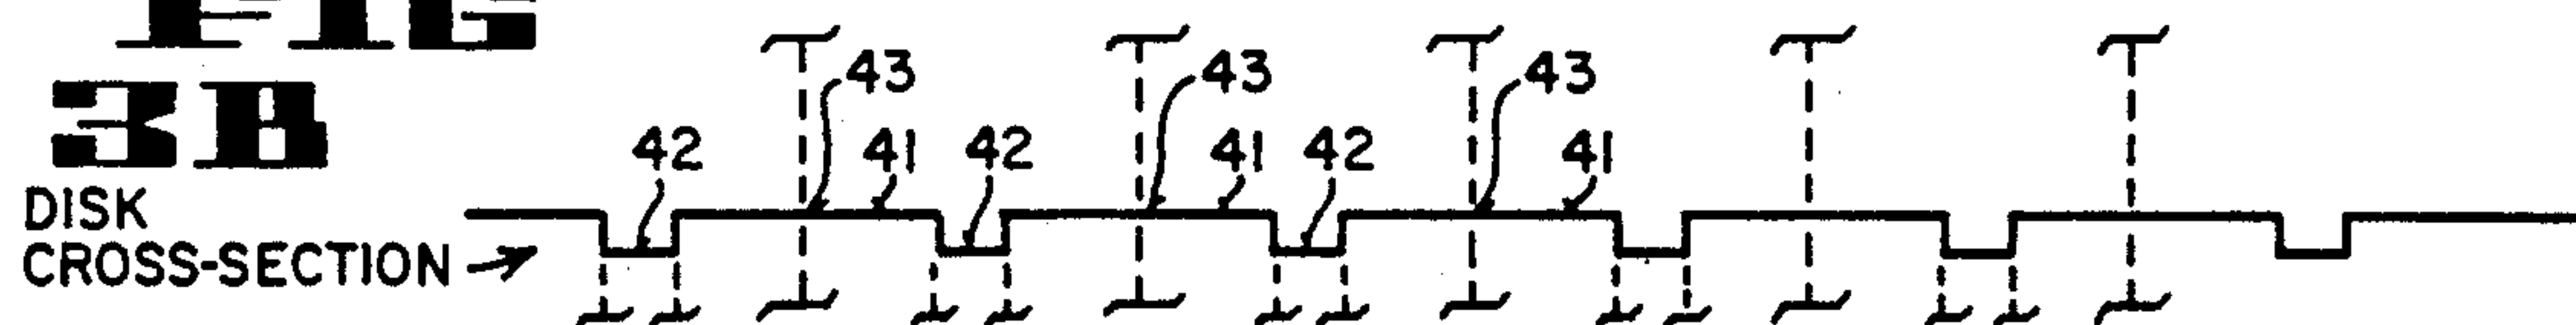 FIG
3B
43 43 43
42 41 42 41 42 41
DISK
CROSS-SECTION